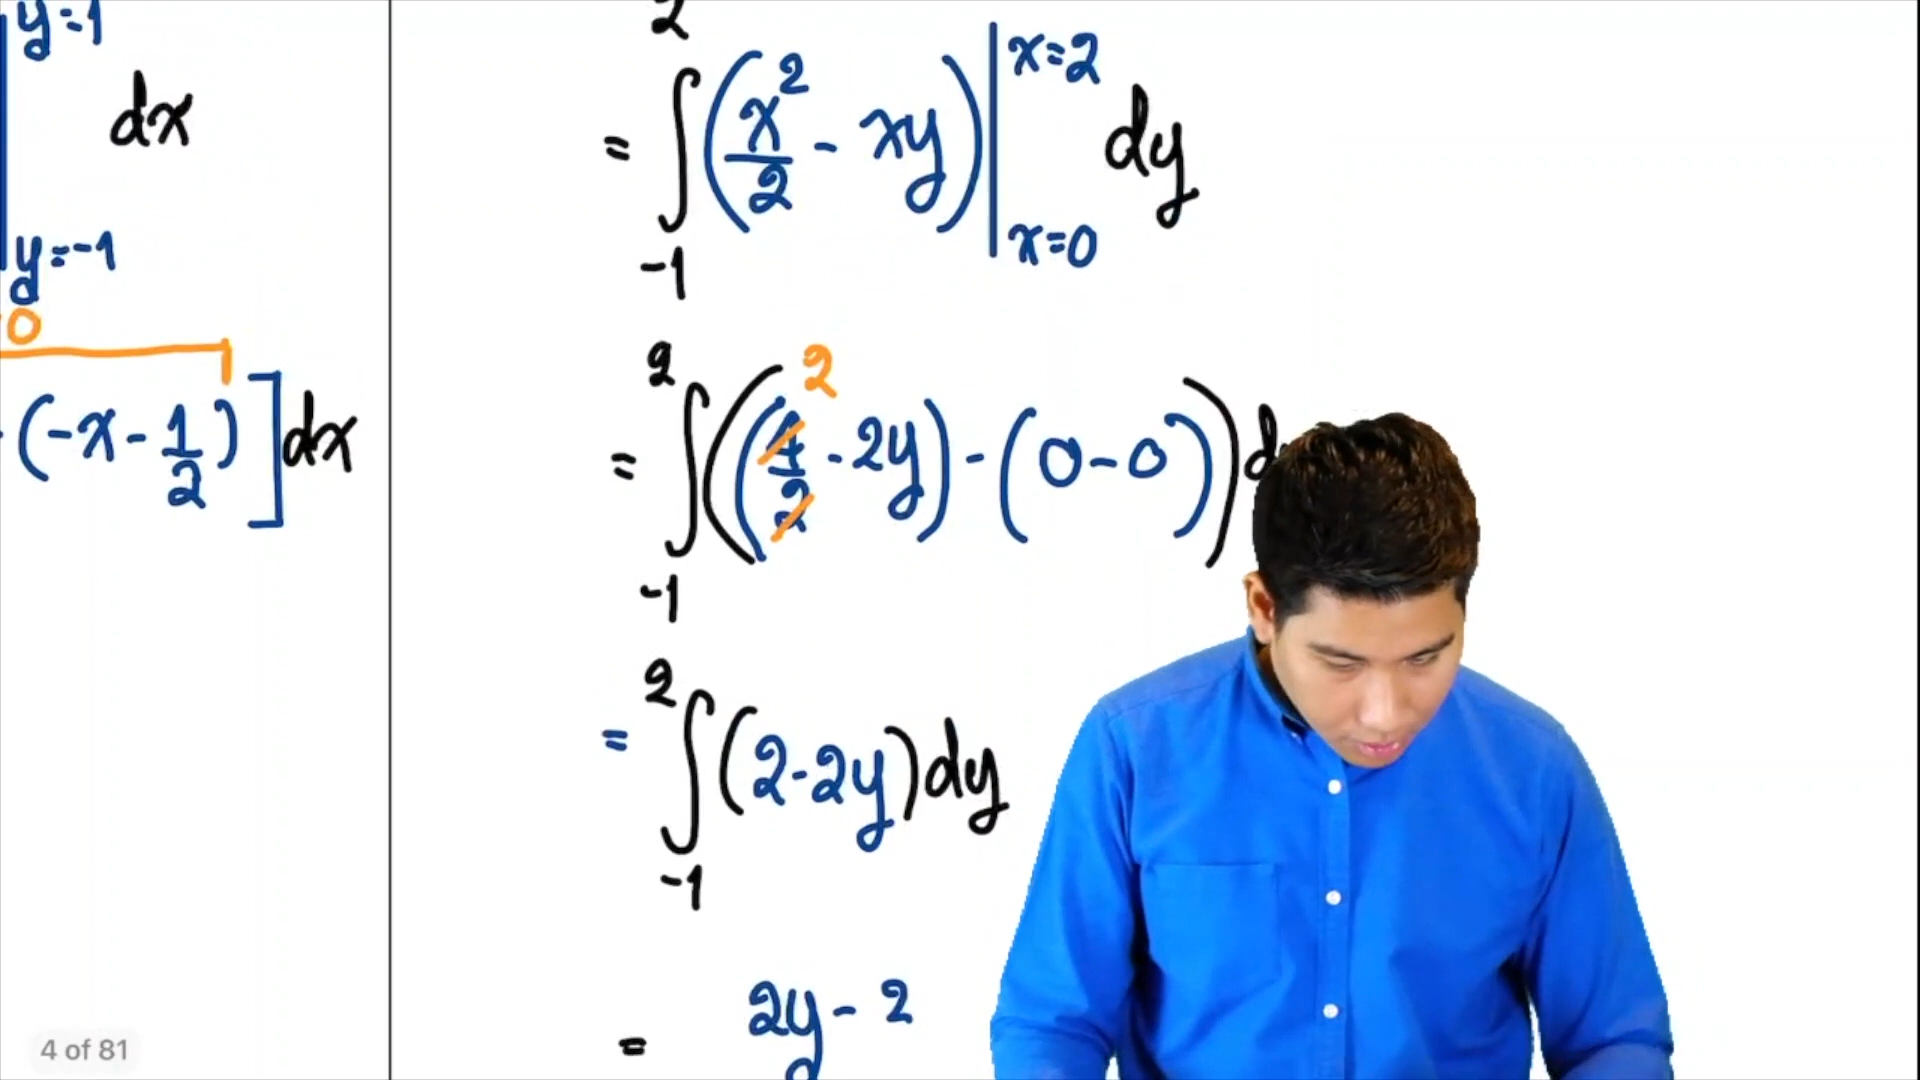 y=1
dx
y=-1
0
(-x - 1/2) ] dx
2
= ∫ (x²/2 - xy) | x=2 dy
-1 x=0
2 2
= ∫ ((4/2 - 2y) - (0 - 0)) d
-1
2
= ∫ (2 - 2y) dy
-1
= 2y - 2
4 of 81